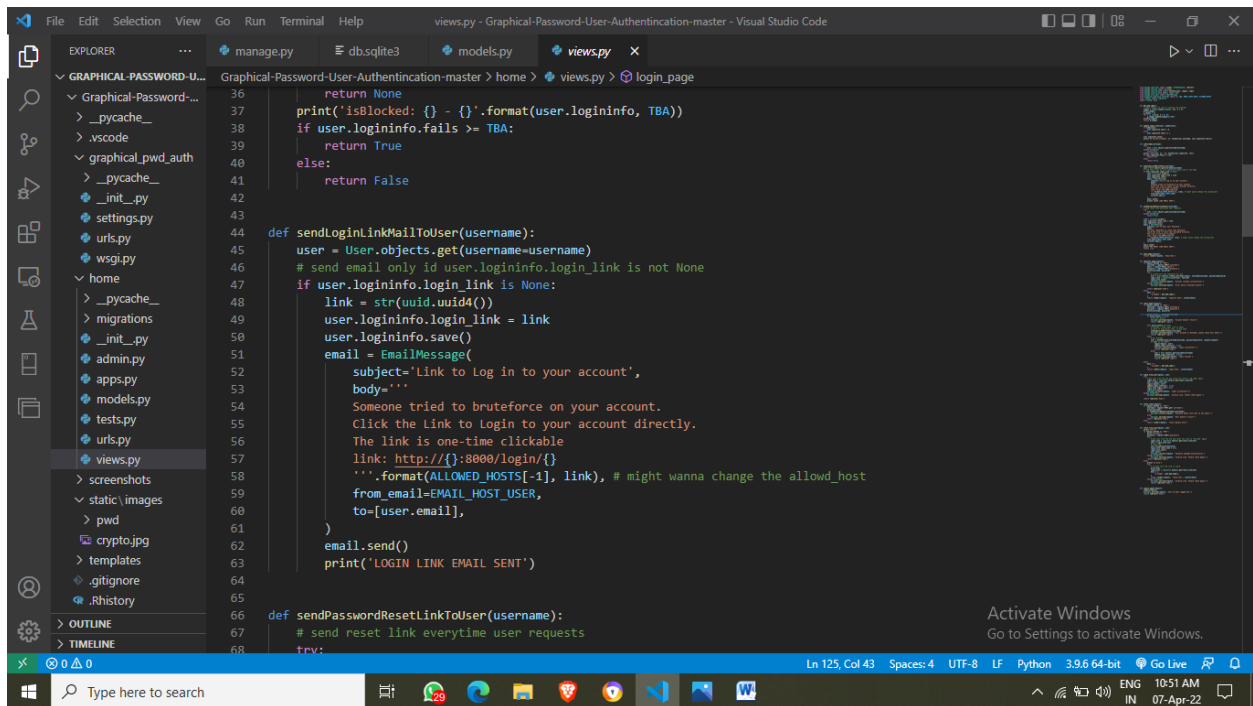 File Edit Selection View Go Run Terminal Help views.py - Graphical-Password-User-Authentincation-master - Visual Studio Code
EXPLORER ... manage.py db.sqlite3 models.py views.py
GRAPHICAL-PASSWORD-U...
Graphical-Password-User-Authentincation-master > home > views.py > login_page
Graphical-Password-...
__pycache__
.vscode
graphical_pwd_auth
__pycache__
__init__.py
settings.py
urls.py
wsgi.py
home
__pycache__
migrations
__init__.py
admin.py
apps.py
models.py
tests.py
urls.py
views.py
screenshots
static\images
pwd
crypto.jpg
templates
.gitignore
.Rhistory
OUTLINE
TIMELINE
36 return None
37 print('isBlocked: {} - {}'.format(user.logininfo, TBA))
38 if user.logininfo.fails >= TBA:
39 return True
40 else:
41 return False
42
43
44 def sendLoginLinkMailToUser(username):
45 user = User.objects.get(username=username)
46 # send email only id user.logininfo.login_link is not None
47 if user.logininfo.login_link is None:
48 link = str(uuid.uuid4())
49 user.logininfo.login_link = link
50 user.logininfo.save()
51 email = EmailMessage(
52 subject='Link to Log in to your account',
53 body='''
54 Someone tried to bruteforce on your account.
55 Click the Link to Login to your account directly.
56 The link is one-time clickable
57 link: http://{}:8000/login/{}
58 '''.format(ALLOWED_HOSTS[-1], link), # might wanna change the allowd_host
59 from_email=EMAIL_HOST_USER,
60 to=[user.email],
61 )
62 email.send()
63 print('LOGIN LINK EMAIL SENT')
64
65
66 def sendPasswordResetLinkToUser(username):
67 # send reset link everytime user requests
68 try:
Activate Windows
Go to Settings to activate Windows.
0 0 Ln 125, Col 43 Spaces: 4 UTF-8 LF Python 3.9.6 64-bit Go Live
Type here to search 29 ENG 10:51 AM
IN 07-Apr-22